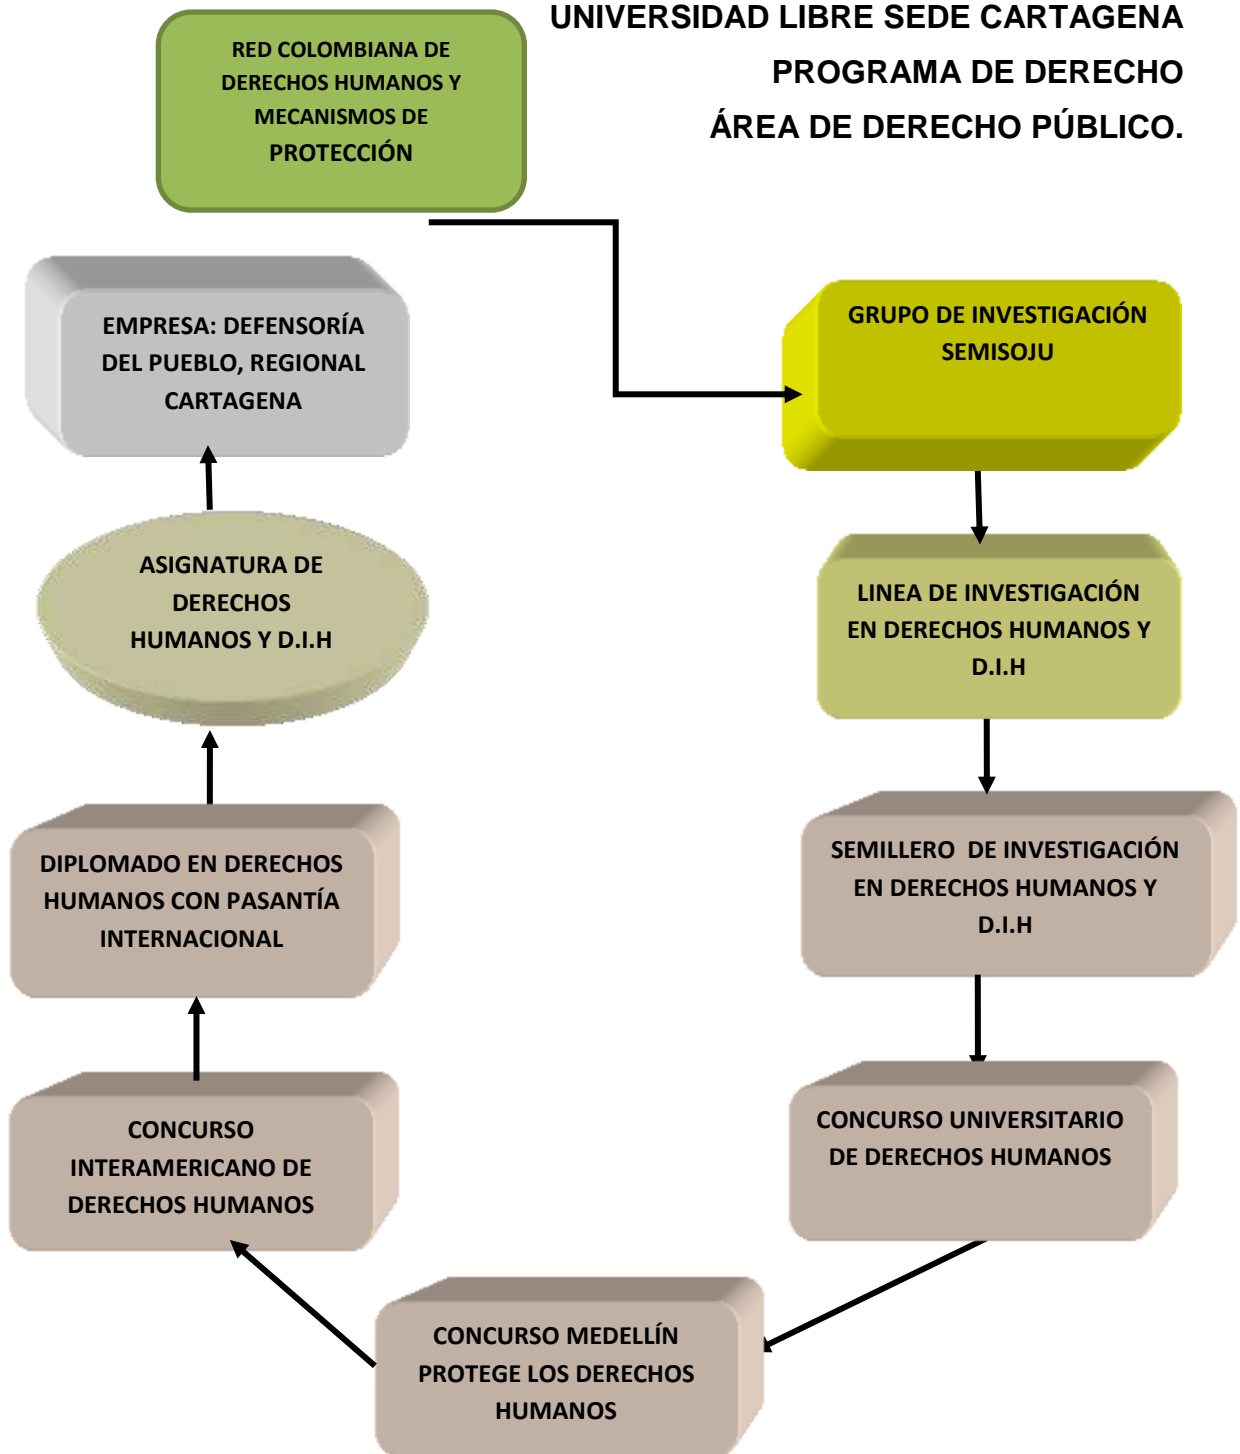 UNIVERSIDAD LIBRE SEDE CARTAGENA
PROGRAMA DE DERECHO
ÁREA DE DERECHO PÚBLICO.
RED COLOMBIANA DE
DERECHOS HUMANOS Y
MECANISMOS DE
PROTECCIÓN
GRUPO DE INVESTIGACIÓN
SEMISOJU
LINEA DE INVESTIGACIÓN
EN DERECHOS HUMANOS Y
D.I.H
SEMILLERO  DE INVESTIGACIÓN
EN DERECHOS HUMANOS Y
D.I.H
CONCURSO UNIVERSITARIO
DE DERECHOS HUMANOS
CONCURSO MEDELLÍN
PROTEGE LOS DERECHOS
HUMANOS
CONCURSO
INTERAMERICANO DE
DERECHOS HUMANOS
DIPLOMADO EN DERECHOS
HUMANOS CON PASANTÍA
INTERNACIONAL
ASIGNATURA DE
DERECHOS
HUMANOS Y D.I.H
EMPRESA: DEFENSORÍA
DEL PUEBLO, REGIONAL
CARTAGENA